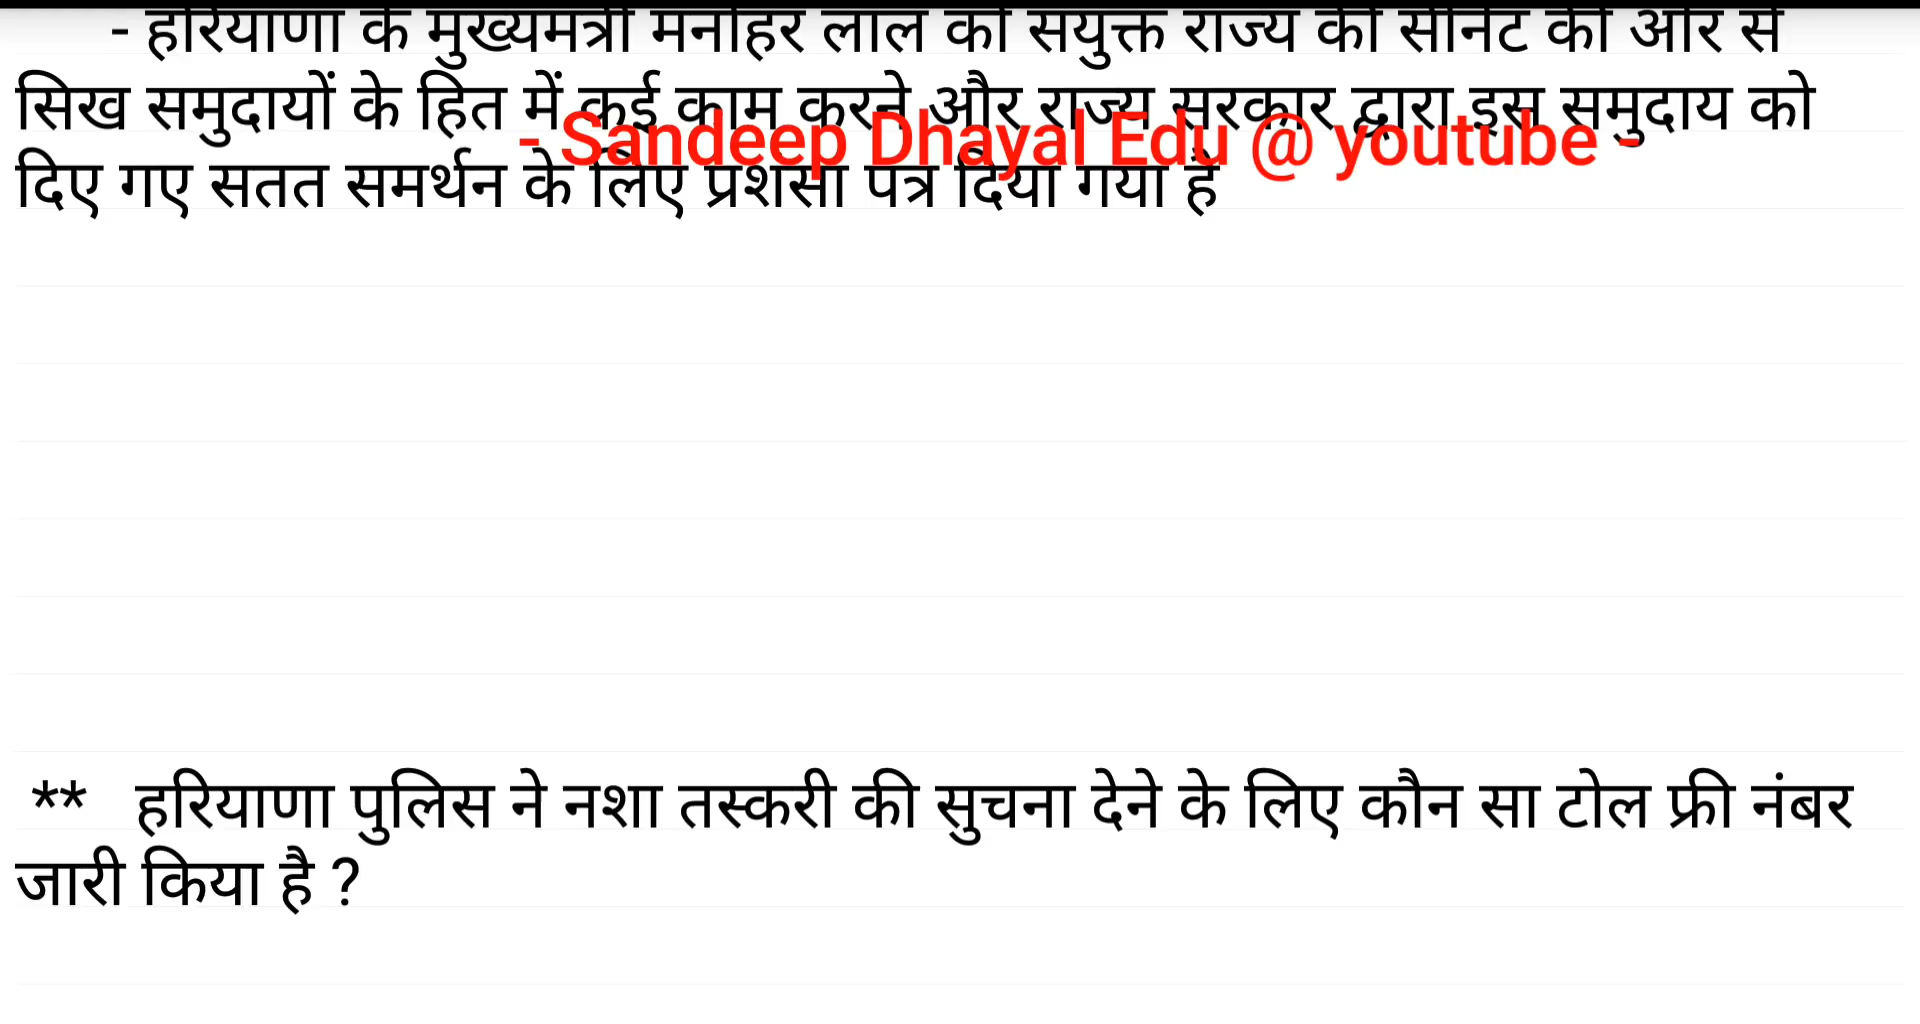 - हरियाणा के मुख्यमंत्री मनोहर लाल को संयुक्त राज्य की सीनेट की ओर से
सिख समुदायों के हित में कई काम करने और राज्य सरकार द्वारा इस समुदाय को
- Sandeep Dhayal Edu @ youtube -
दिए गए सतत समर्थन के लिए प्रशंसा पत्र दिया गया है
** हरियाणा पुलिस ने नशा तस्करी की सुचना देने के लिए कौन सा टोल फ्री नंबर
जारी किया है ?